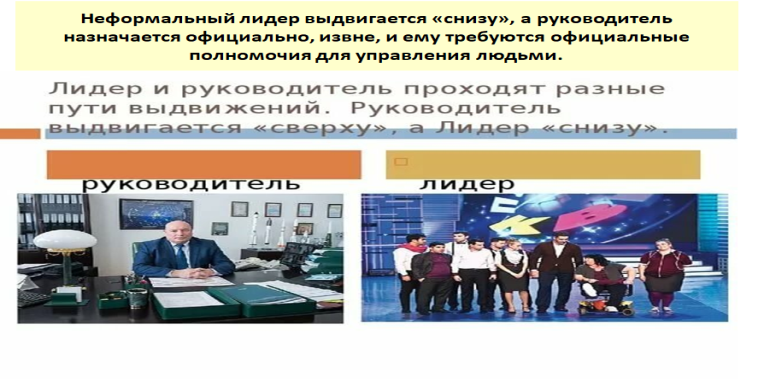 Неформальный лидер выдвигается «снизу», а руководитель
назначается официально, извне, и ему требуются официальные
полномочия для управления людьми.
Лидер и руководитель проходят разные
пути выдвижений. Руководитель
выдвигается «сверху», а Лидер «снизу».
руководитель
лидер
КВ